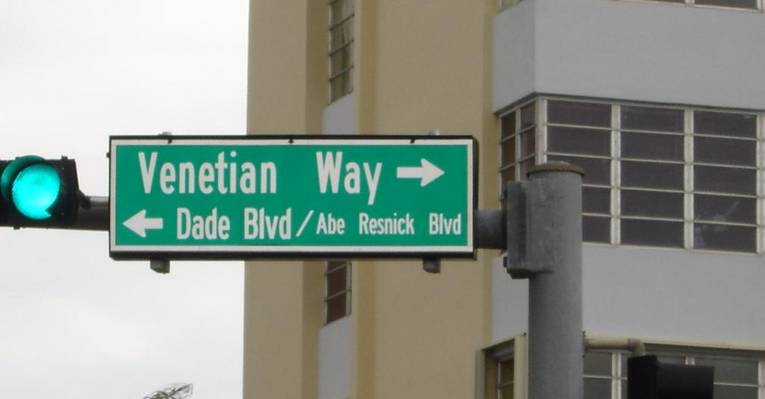 Venetian Way →
← Dade Blvd / Abe Resnick Blvd